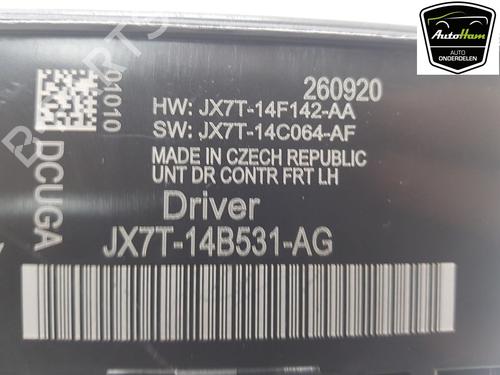 AutoHam
AUTO
ONDERDELEN
260920
01010
DCUGA
HW: JX7T-14F142-AA
SW: JX7T-14C064-AF
MADE IN CZECH REPUBLIC
UNT DR CONTR FRT LH
Driver
JX7T-14B531-AG